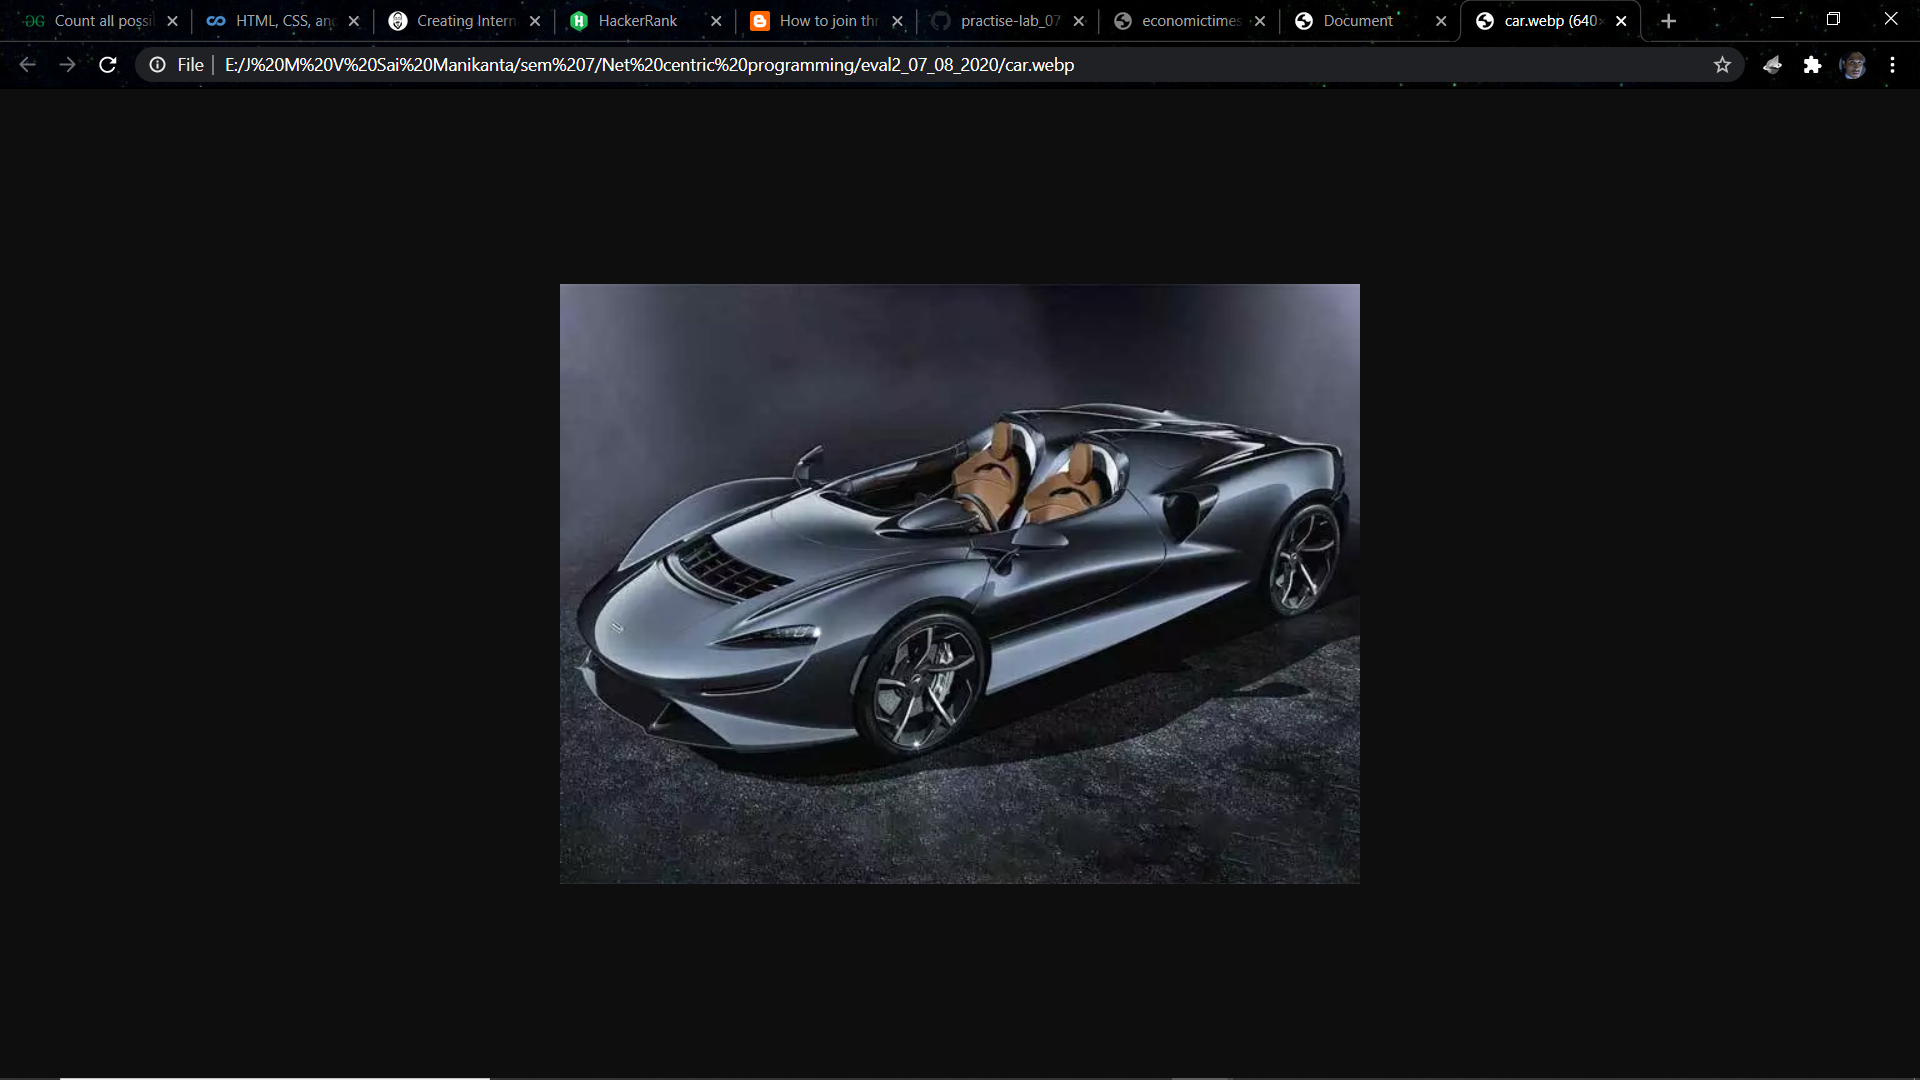 Count all possi
HTML, CSS, an
Creating Intern
HackerRank
How to join thr
practise-lab_07
economictimes
Document
car.webp (640
File
E:/J%20M%20V%20Sai%20Manikanta/sem%207/Net%20centric%20programming/eval2_07_08_2020/car.webp